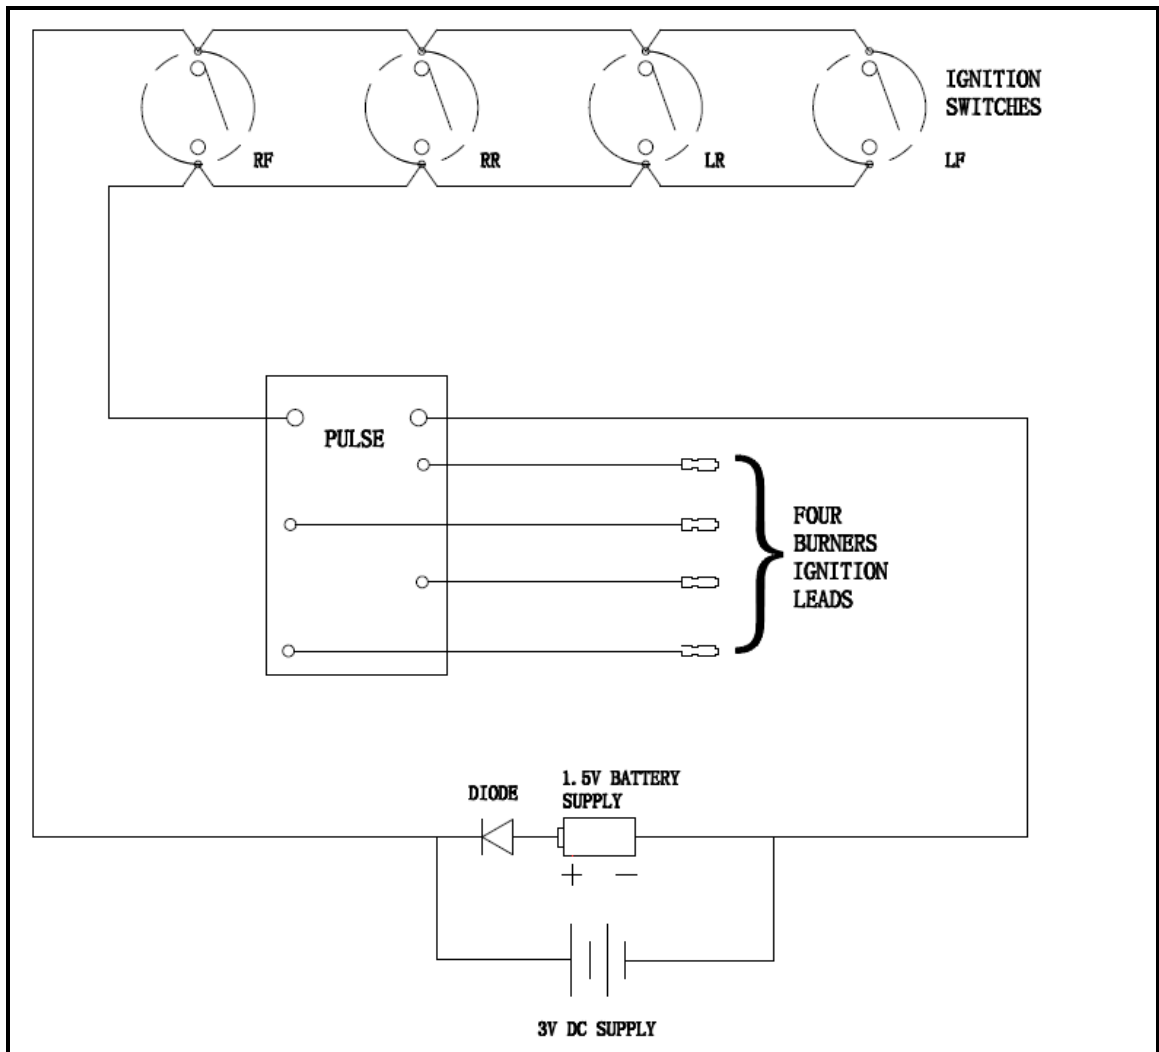 IGNITION
SWITCHES
RF
RR
LR
LF
PULSE
FOUR
BURNERS
IGNITION
LEADS
DIODE
1.5V BATTERY
SUPPLY
+ −
3V DC SUPPLY